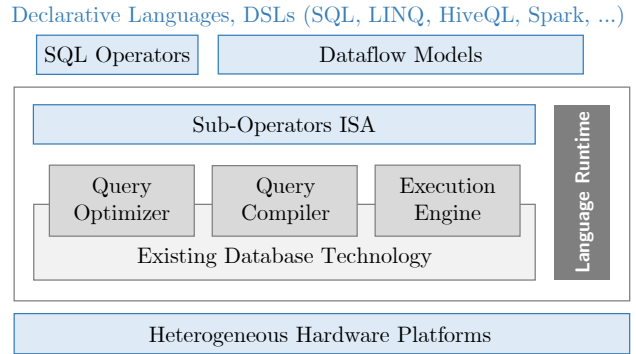 Declarative Languages, DSLs (SQL, LINQ, HiveQL, Spark, ...)
SQL Operators
Dataflow Models
Sub-Operators ISA
Language Runtime
Query
Optimizer
Query
Compiler
Execution
Engine
Existing Database Technology
Heterogeneous Hardware Platforms